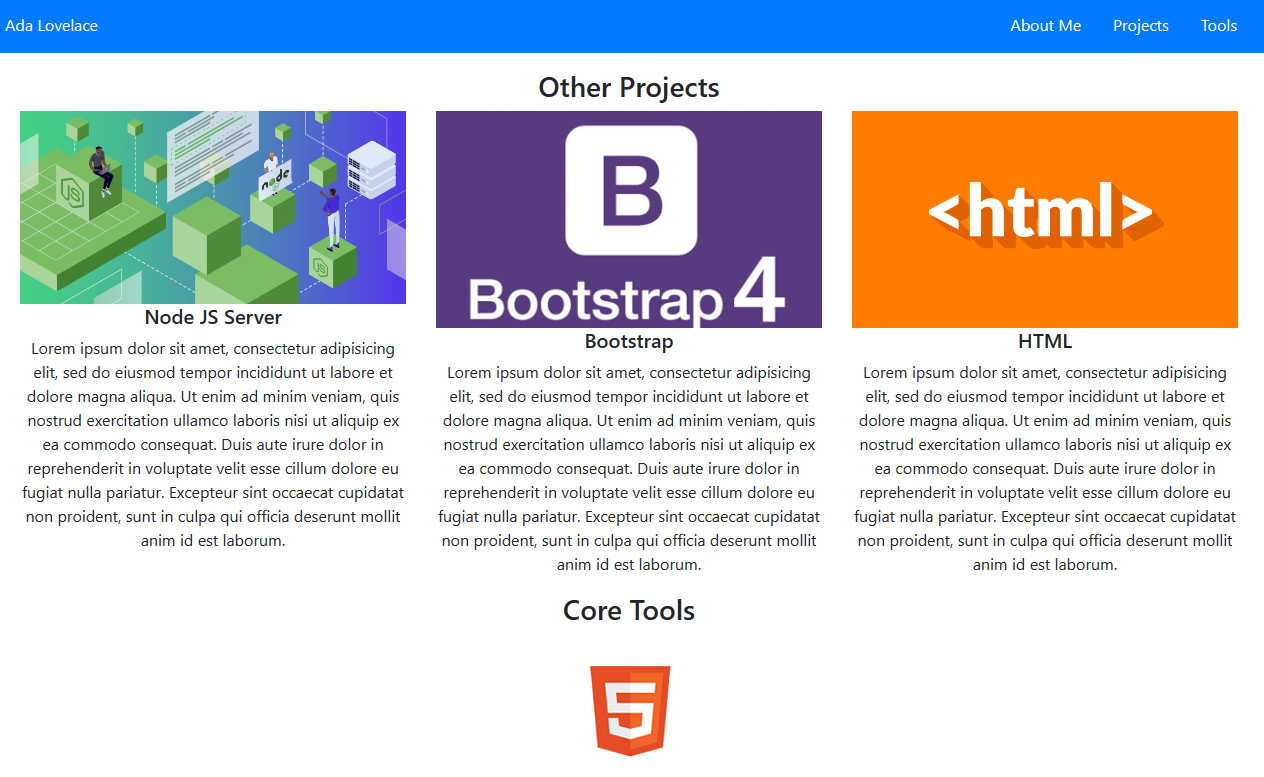 Ada Lovelace
About Me Projects Tools
Other Projects
JS
node
JS
B
Bootstrap 4
<html>
Node JS Server
Lorem ipsum dolor sit amet, consectetur adipisicing
elit, sed do eiusmod tempor incididunt ut labore et
dolore magna aliqua. Ut enim ad minim veniam, quis
nostrud exercitation ullamco laboris nisi ut aliquip ex
ea commodo consequat. Duis aute irure dolor in
reprehenderit in voluptate velit esse cillum dolore eu
fugiat nulla pariatur. Excepteur sint occaecat cupidatat
non proident, sunt in culpa qui officia deserunt mollit
anim id est laborum.
Bootstrap
Lorem ipsum dolor sit amet, consectetur adipisicing
elit, sed do eiusmod tempor incididunt ut labore et
dolore magna aliqua. Ut enim ad minim veniam, quis
nostrud exercitation ullamco laboris nisi ut aliquip ex
ea commodo consequat. Duis aute irure dolor in
reprehenderit in voluptate velit esse cillum dolore eu
fugiat nulla pariatur. Excepteur sint occaecat cupidatat
non proident, sunt in culpa qui officia deserunt mollit
anim id est laborum.
HTML
Lorem ipsum dolor sit amet, consectetur adipisicing
elit, sed do eiusmod tempor incididunt ut labore et
dolore magna aliqua. Ut enim ad minim veniam, quis
nostrud exercitation ullamco laboris nisi ut aliquip ex
ea commodo consequat. Duis aute irure dolor in
reprehenderit in voluptate velit esse cillum dolore eu
fugiat nulla pariatur. Excepteur sint occaecat cupidatat
non proident, sunt in culpa qui officia deserunt mollit
anim id est laborum.
Core Tools
5